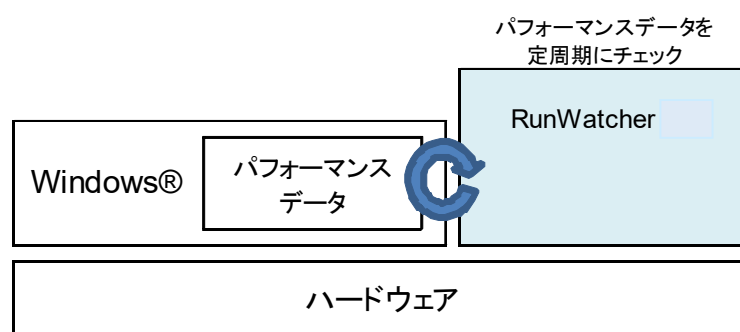 パフォーマンスデータを
定周期にチェック
RunWatcher
Windows®
パフォーマンス
データ
ハードウェア